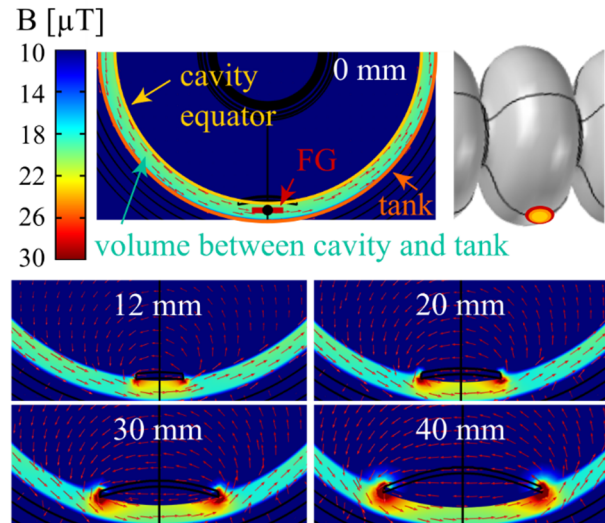 B [µT]
10
14
18
22
26
30
0 mm
cavity
equator
FG
tank
volume between cavity and tank
12 mm
20 mm
30 mm
40 mm